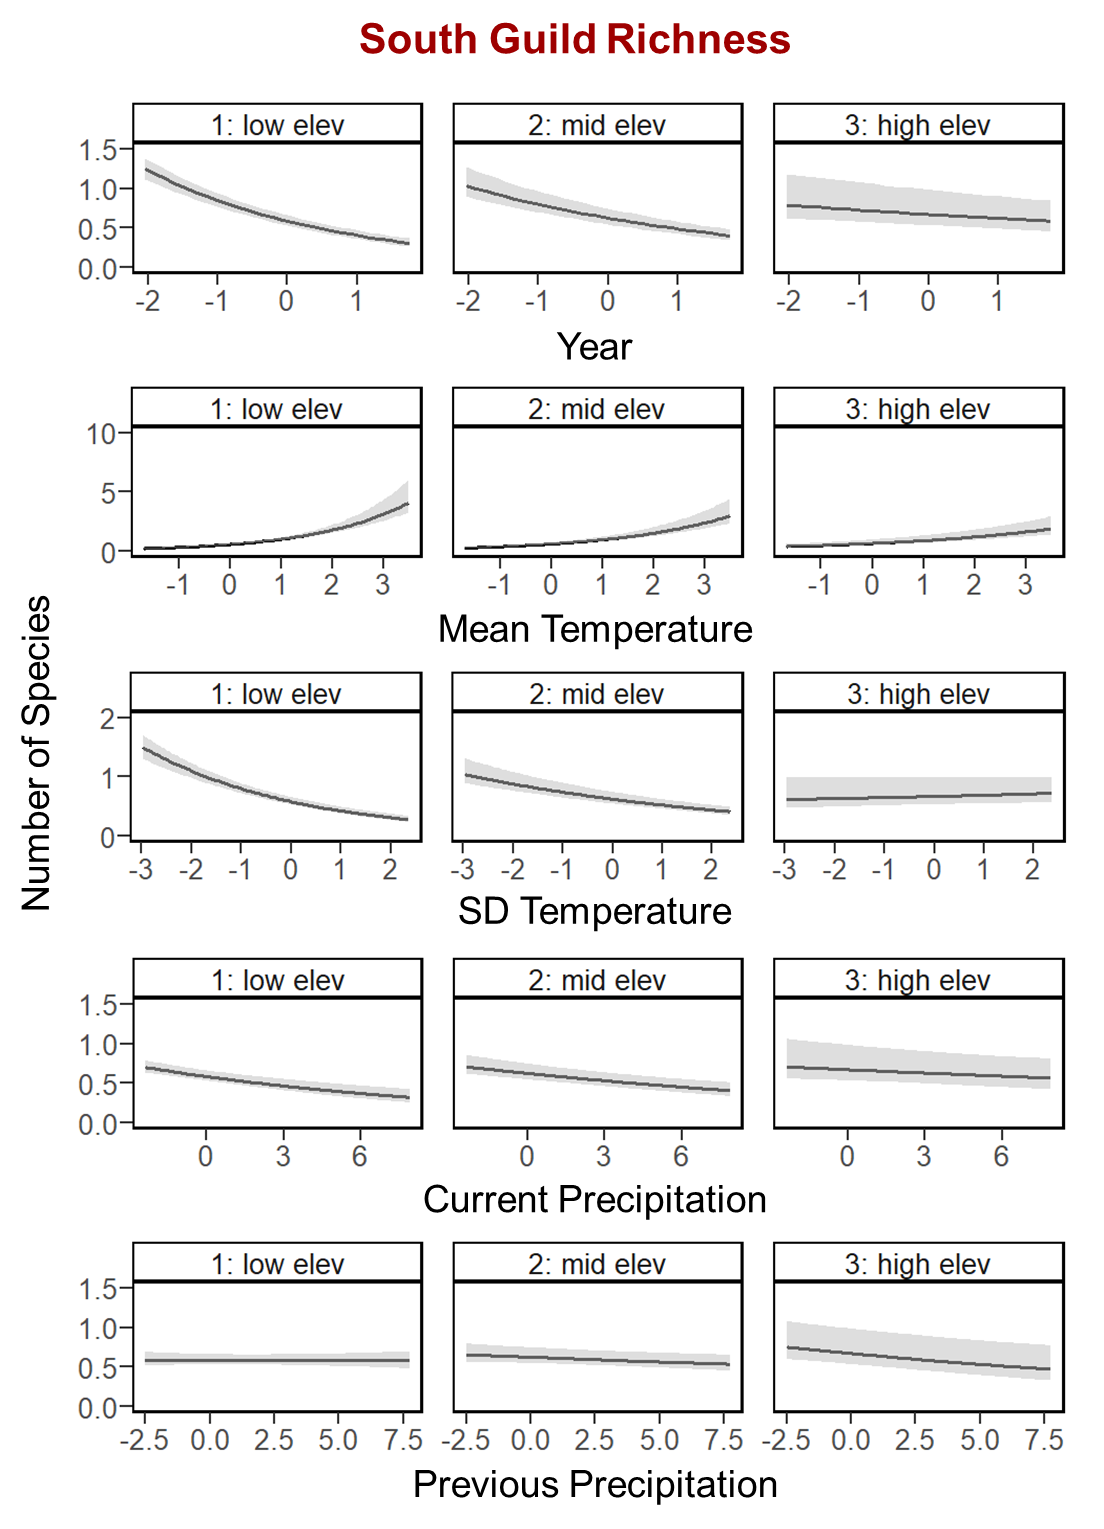 South Guild Richness
1: low elev 2: mid elev 3: high elev
1.5
1.0
0.5
0.0
-2 -1 0 1 -2 -1 0 1 -2 -1 0 1
Year
1: low elev 2: mid elev 3: high elev
10
5
0
-1 0 1 2 3 -1 0 1 2 3 -1 0 1 2 3
Mean Temperature
Number of Species
1: low elev 2: mid elev 3: high elev
2
1
0
-3 -2 -1 0 1 2 -3 -2 -1 0 1 2 -3 -2 -1 0 1 2
SD Temperature
1: low elev 2: mid elev 3: high elev
1.5
1.0
0.5
0.0
0 3 6 0 3 6 0 3 6
Current Precipitation
1: low elev 2: mid elev 3: high elev
1.5
1.0
0.5
0.0
-2.5 0.0 2.5 5.0 7.5 -2.5 0.0 2.5 5.0 7.5 -2.5 0.0 2.5 5.0 7.5
Previous Precipitation